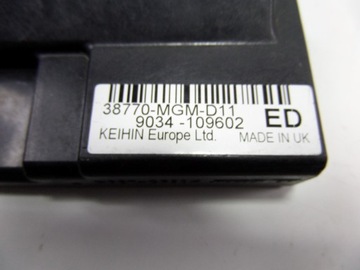 38770-MGM-D11
9034 -109602 ED
KEIHIN Europe Ltd. MADE IN UK